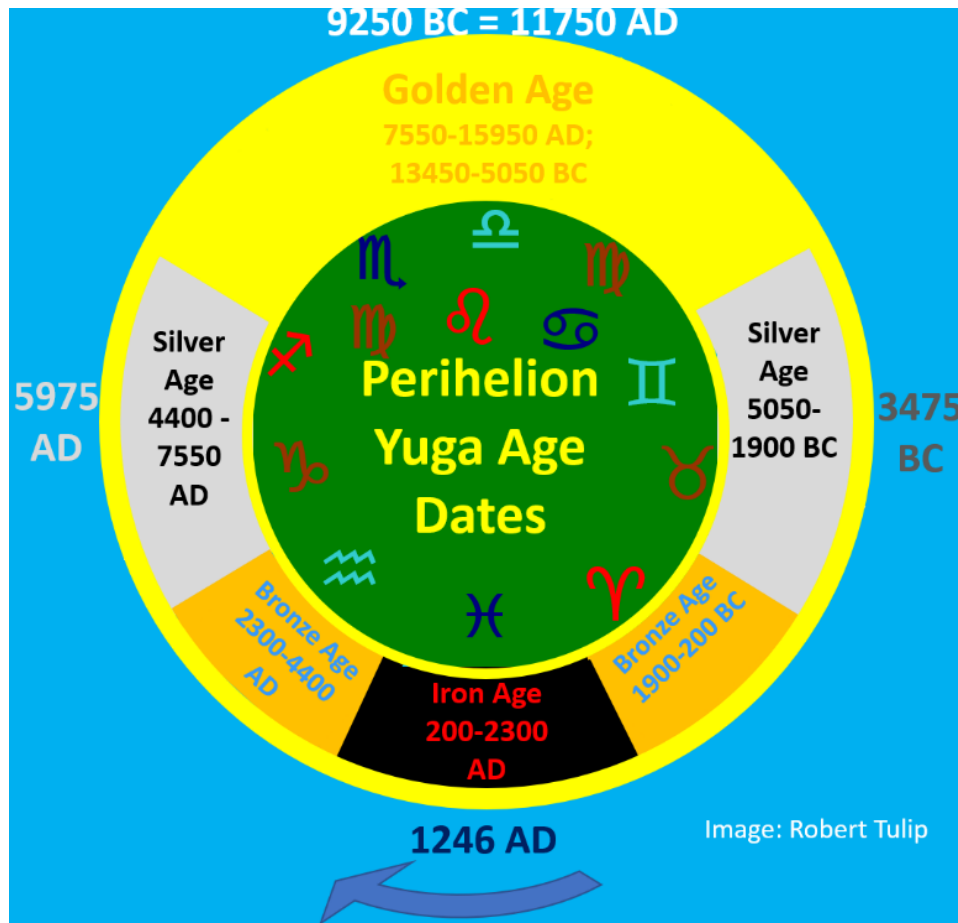 9250 BC = 11750 AD
Golden Age
7550-15950 AD;
13450-5050 BC
♎
♏
♍
♍
♌
♋
♐
♊
Silver
Age
4400 -
7550
AD
Silver
Age
5050-
1900 BC
5975
AD
3475
BC
Perihelion
Yuga Age
Dates
♑
♉
♒
♓
♈
Bronze Age
2300-4400
AD
Bronze Age
1900-200 BC
Iron Age
200-2300
AD
1246 AD
Image: Robert Tulip